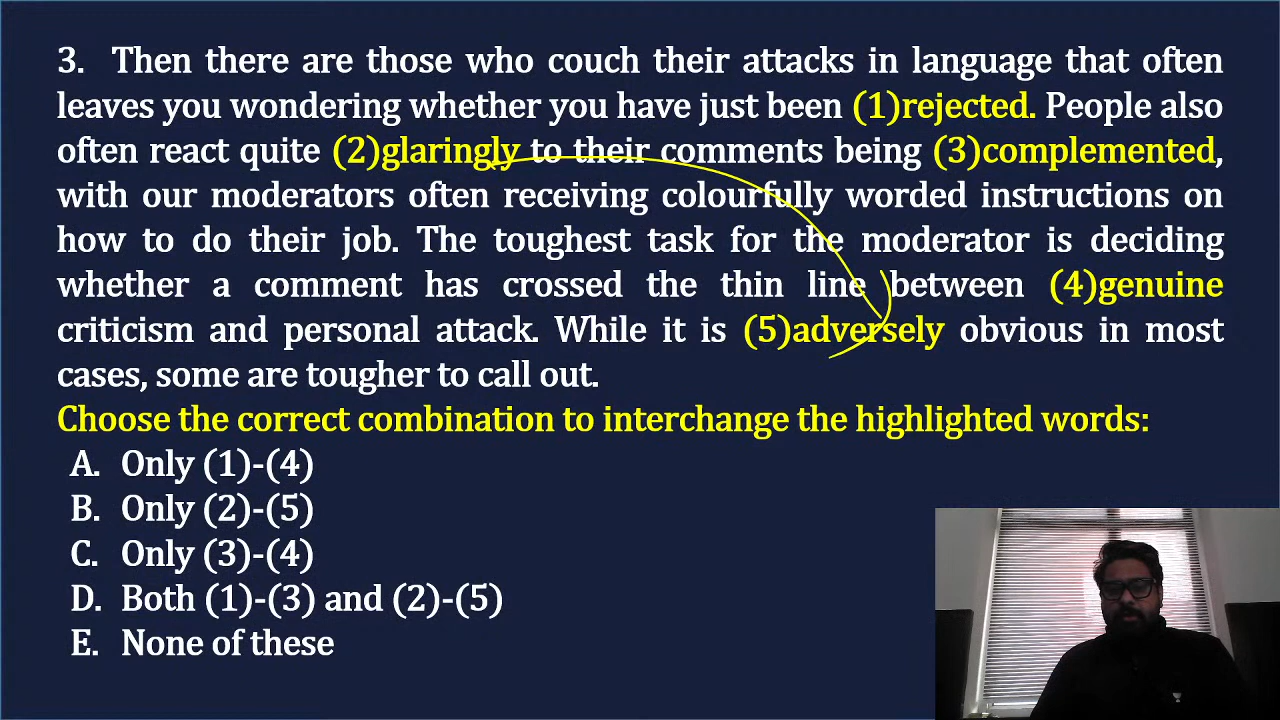 3. Then there are those who couch their attacks in language that often
leaves you wondering whether you have just been (1)rejected. People also
often react quite (2)glaringly to their comments being (3)complemented,
with our moderators often receiving colourfully worded instructions on
how to do their job. The toughest task for the moderator is deciding
whether a comment has crossed the thin line between (4)genuine
criticism and personal attack. While it is (5)adversely obvious in most
cases, some are tougher to call out.
Choose the correct combination to interchange the highlighted words:
A. Only (1)-(4)
B. Only (2)-(5)
C. Only (3)-(4)
D. Both (1)-(3) and (2)-(5)
E. None of these